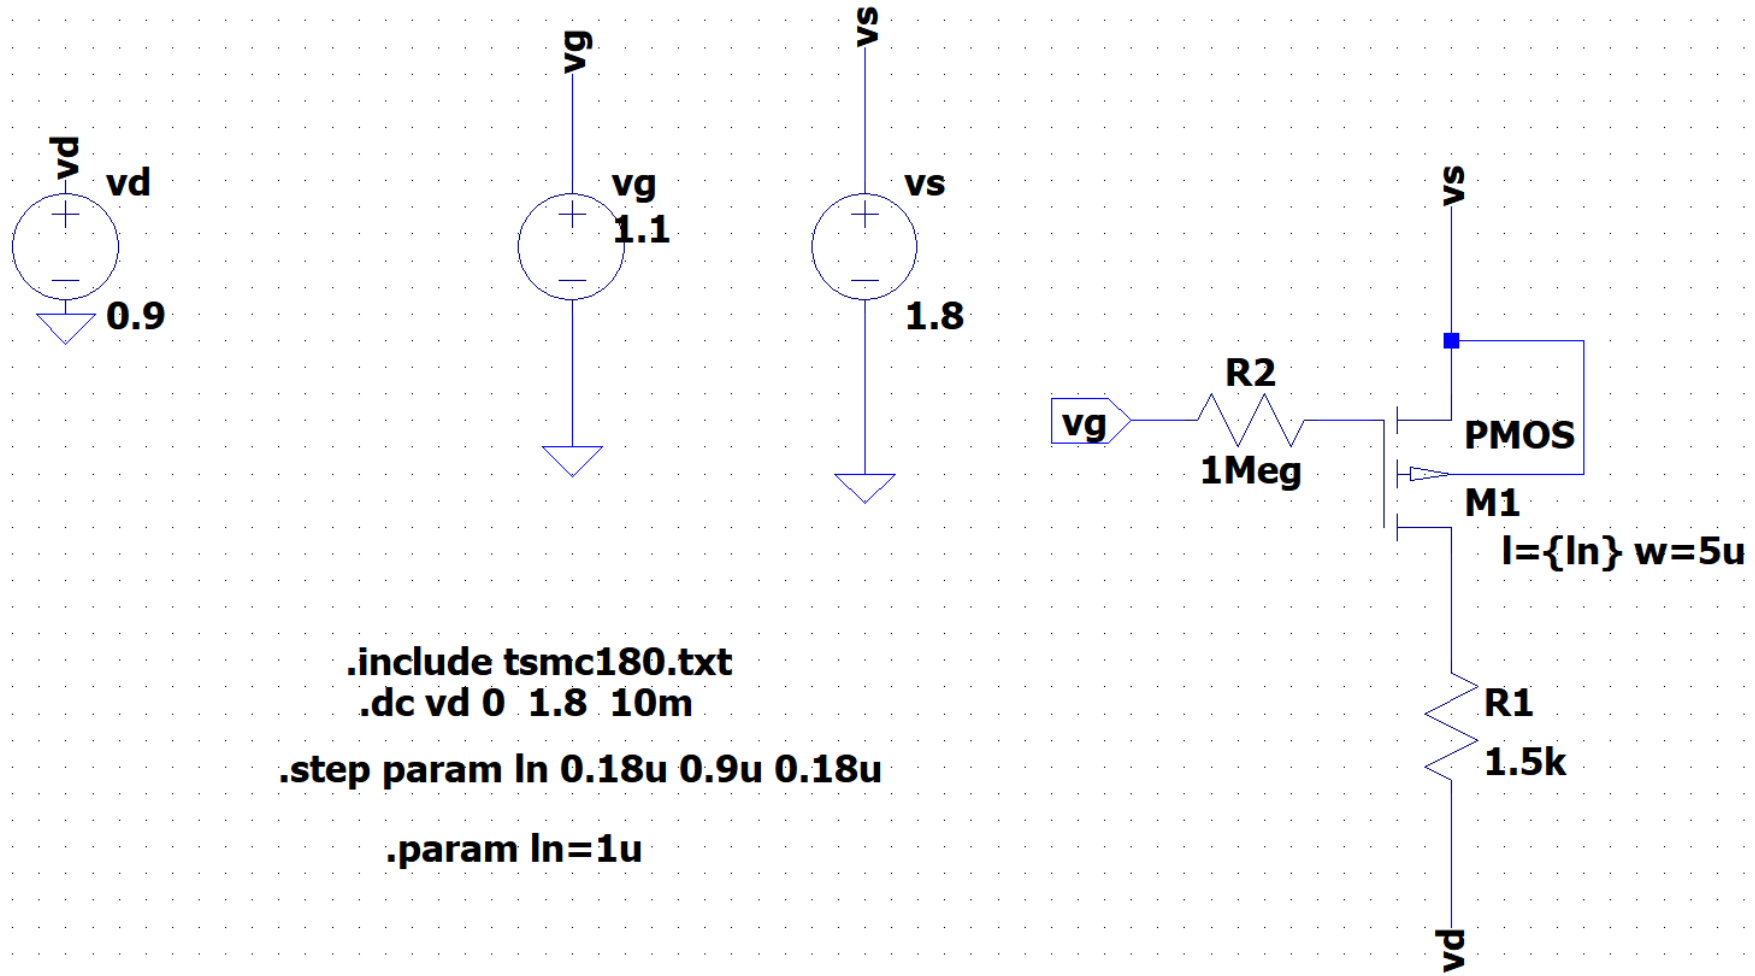 vd
vd
0.9
vg
vg
1.1
vs
vs
1.8
vs
R2
vg
1Meg
PMOS
M1
l={ln} w=5u
R1
1.5k
vd
.include tsmc180.txt
.dc vd 0 1.8 10m
.step param ln 0.18u 0.9u 0.18u
.param ln=1u